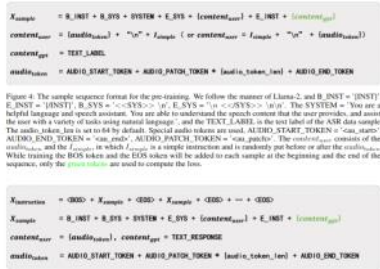 X_sample = B_INST + B_SYS + SYSTEM + E_SYS + {content_user} + E_INST + {content_gpt}
content_user = {audio_token} + "\n" + I_simple ( or content_user = I_simple + "\n" + {audio_token})
content_gpt = TEXT_LABEL
audio_token = AUDIO_START_TOKEN + AUDIO_PATCH_TOKEN * [audio_token_len] + AUDIO_END_TOKEN
Figure 4: The sample sequence format for the pre-training. We follow the manner of Llama-2, and B_INST = '[INST]',
E_INST = '[/INST]', B_SYS = '<<SYS>> \n', E_SYS = '\n <</SYS>> \n\n'. The SYSTEM = 'You are a
helpful language and speech assistant. You are able to understand the speech content that the user provides, and assist
the user with a variety of tasks using natural language', and the TEXT_LABEL is the text label of the ASR data sample
The audio_token_len is set to 64 by default. Special audio tokens are used, AUDIO_START_TOKEN = '<au_start>'
AUDIO_END_TOKEN = '<au_end>', AUDIO_PATCH_TOKEN = '<au_patch>'. The content_user consists of the
audio_token and the I_simple, in which I_simple is a simple instruction and is randomly put before or after the audio_token.
While training the BOS token and the EOS token will be added to each sample at the beginning and the end of the
sequence, only the green tokens are used to compute the loss.
X_instruction = <BOS> + X_sample + <EOS> + X_sample + <EOS> + ... + <EOS>
X_sample = B_INST + B_SYS + SYSTEM + E_SYS + {content_user} + E_INST + {content_gpt}
content_user = {audio_token}, content_gpt = TEXT_RESPONSE
audio_token = AUDIO_START_TOKEN + AUDIO_PATCH_TOKEN * [audio_token_len] + AUDIO_END_TOKEN